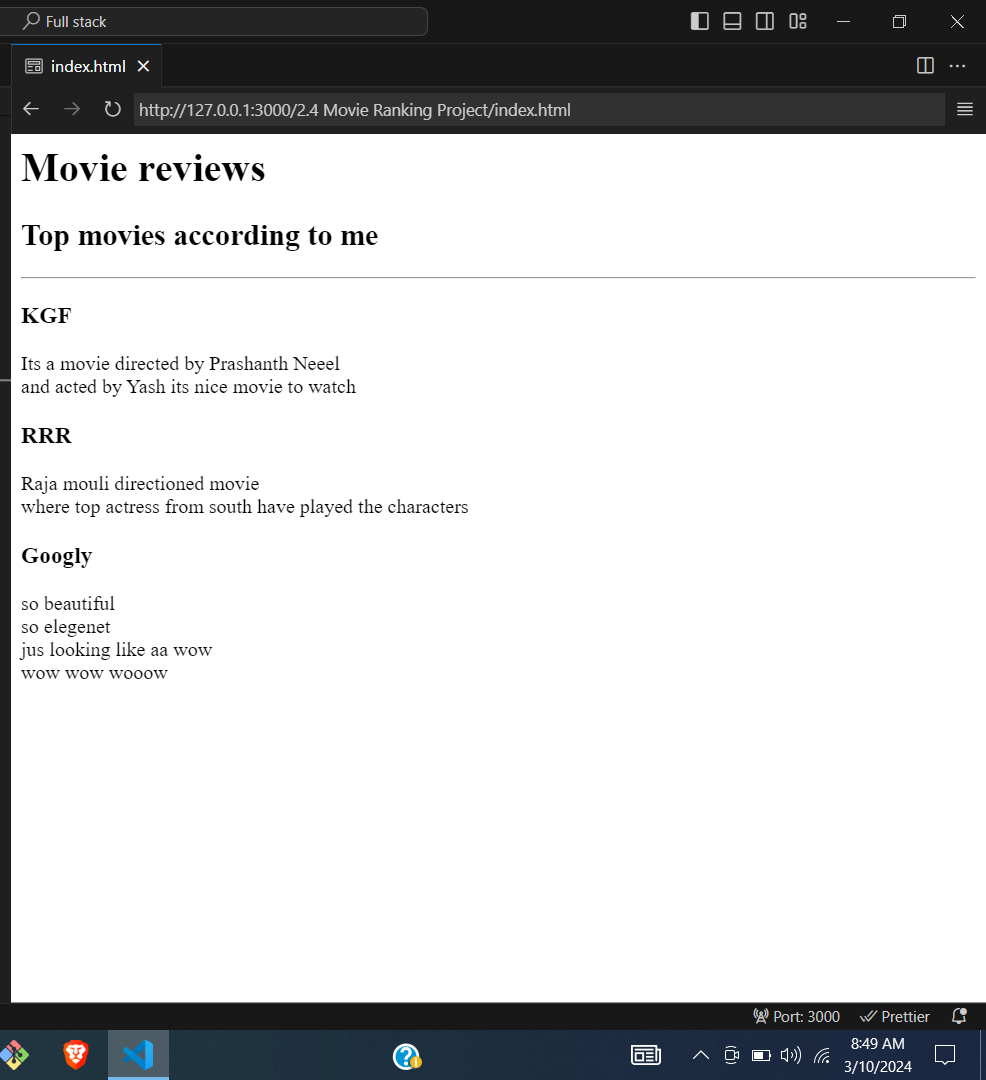 Full stack
index.html
http://127.0.0.1:3000/2.4 Movie Ranking Project/index.html
Movie reviews
Top movies according to me
KGF
Its a movie directed by Prashanth Neeel
and acted by Yash its nice movie to watch
RRR
Raja mouli directioned movie
where top actress from south have played the characters
Googly
so beautiful
so elegenet
jus looking like aa wow
wow wow wooow
Port: 3000 Prettier
8:49 AM
3/10/2024